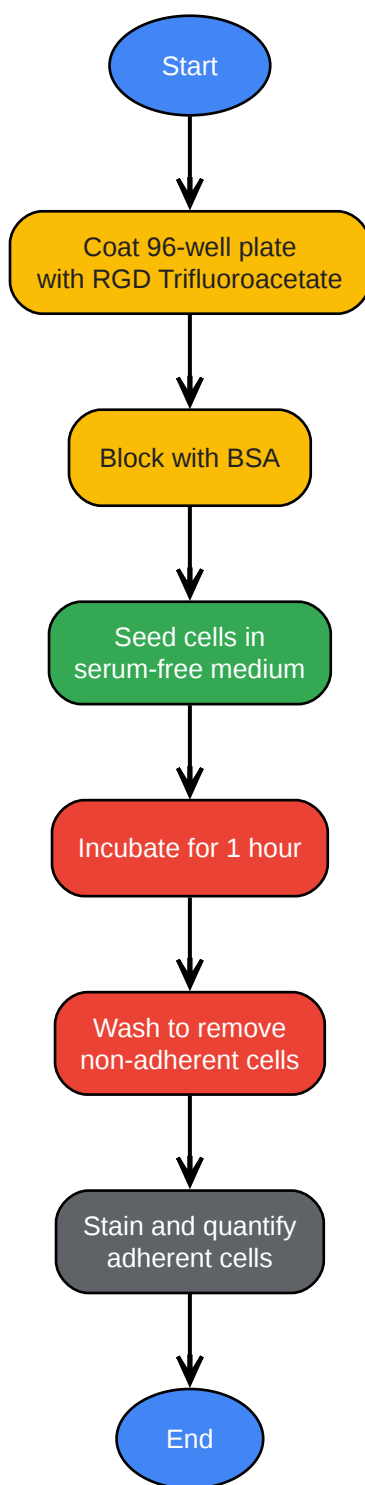 Start
Coat 96-well plate
with RGD Trifluoroacetate
Block with BSA
Seed cells in
serum-free medium
Incubate for 1 hour
Wash to remove
non-adherent cells
Stain and quantify
adherent cells
End